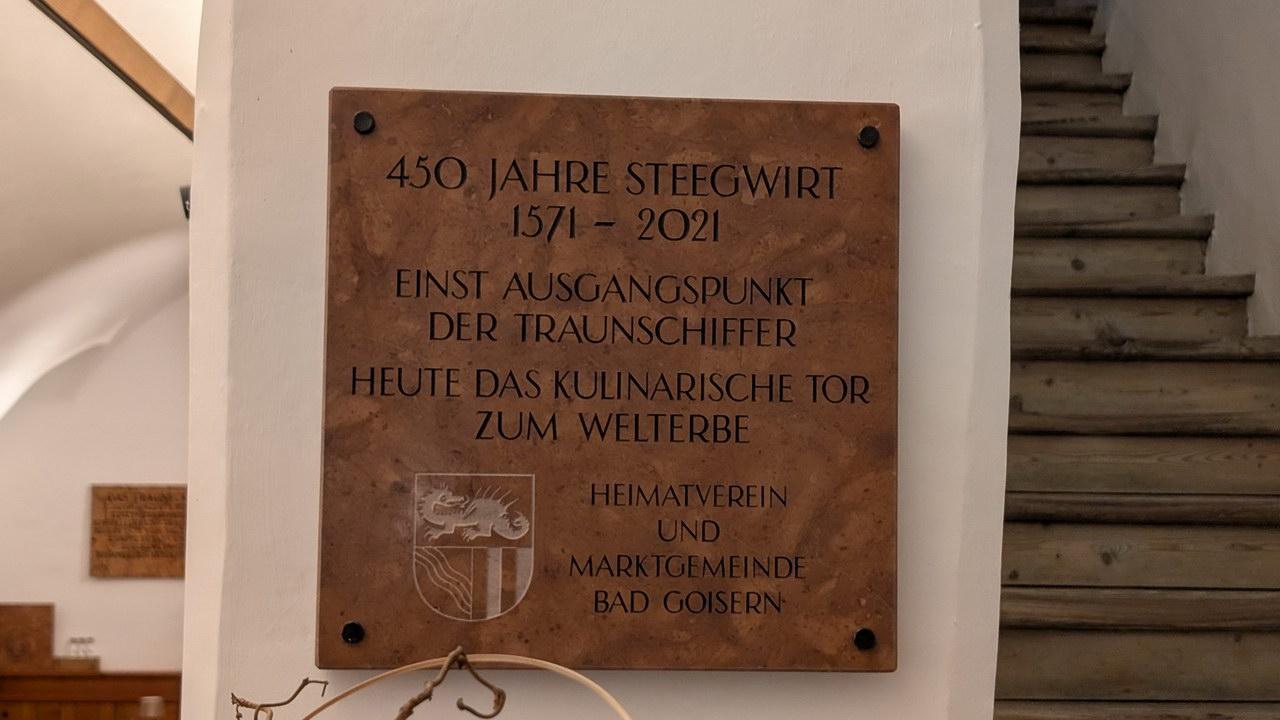 450 JAHRE STEEGWIRT
1571 – 2021
EINST AUSGANGSPUNKT
DER TRAUNSCHIFFER
HEUTE DAS KULINARISCHE TOR
ZUM WELTERBE
HEIMATVEREIN
UND
MARKTGEMEINDE
BAD GOISERN